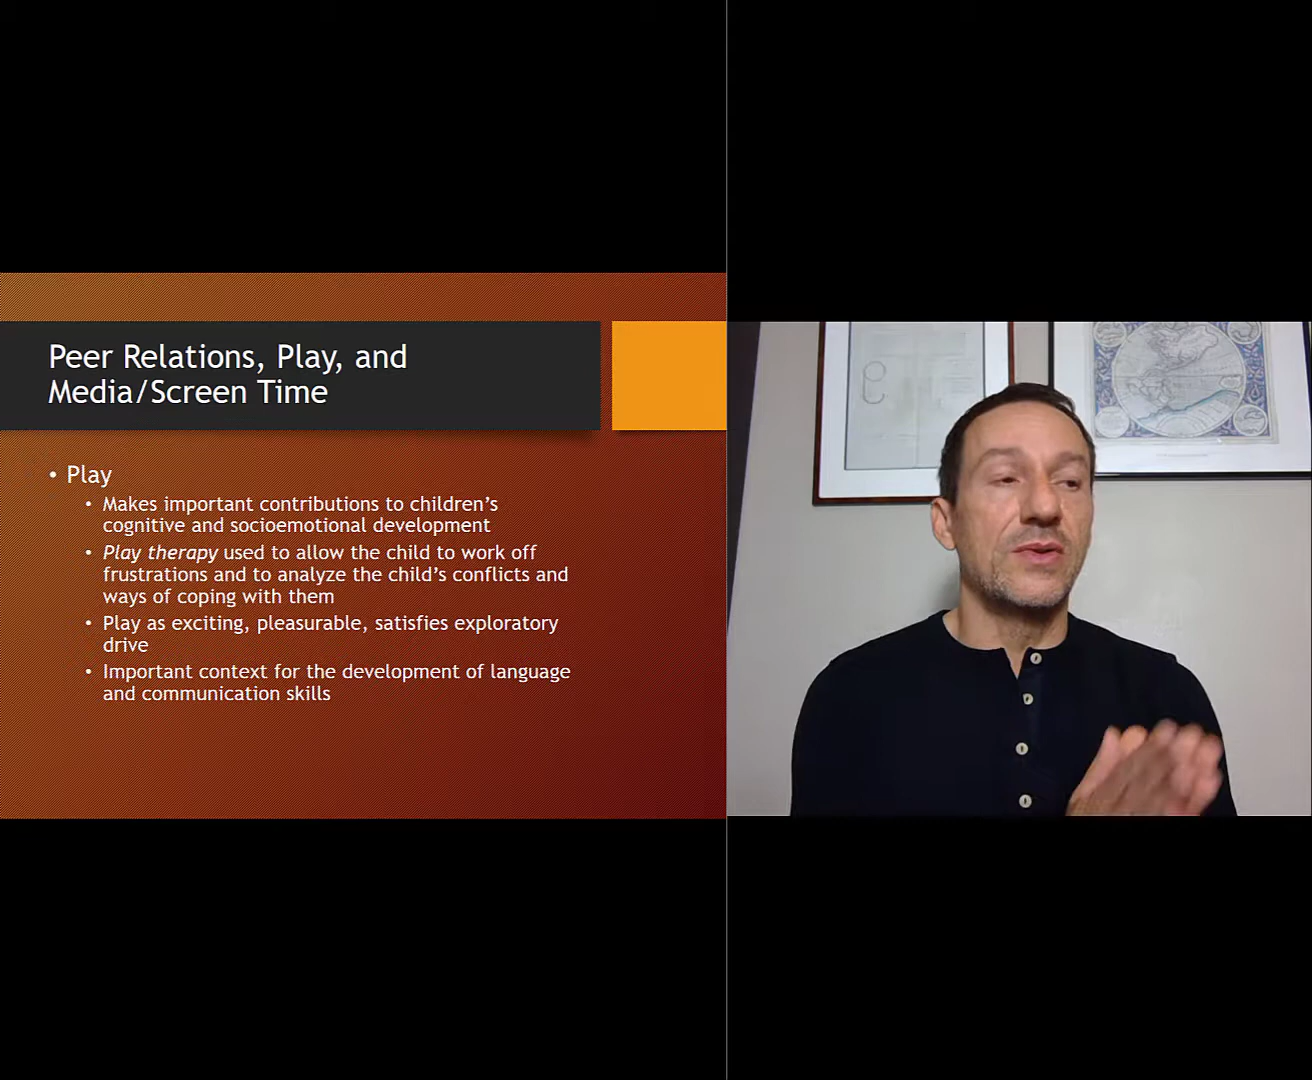 Peer Relations, Play, and
Media/Screen Time
• Play
• Makes important contributions to children’s
cognitive and socioemotional development
• Play therapy used to allow the child to work off
frustrations and to analyze the child’s conflicts and
ways of coping with them
• Play as exciting, pleasurable, satisfies exploratory
drive
• Important context for the development of language
and communication skills